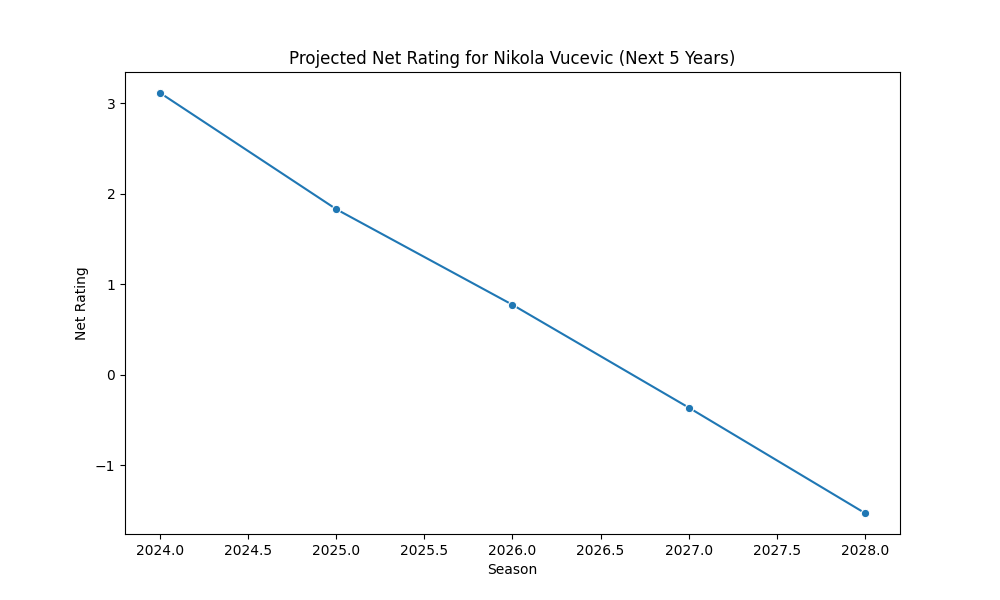 Projected Net Rating for Nikola Vucevic (Next 5 Years)
3
2
1
0
−1
Net Rating
2024.0 2024.5 2025.0 2025.5 2026.0 2026.5 2027.0 2027.5 2028.0
Season